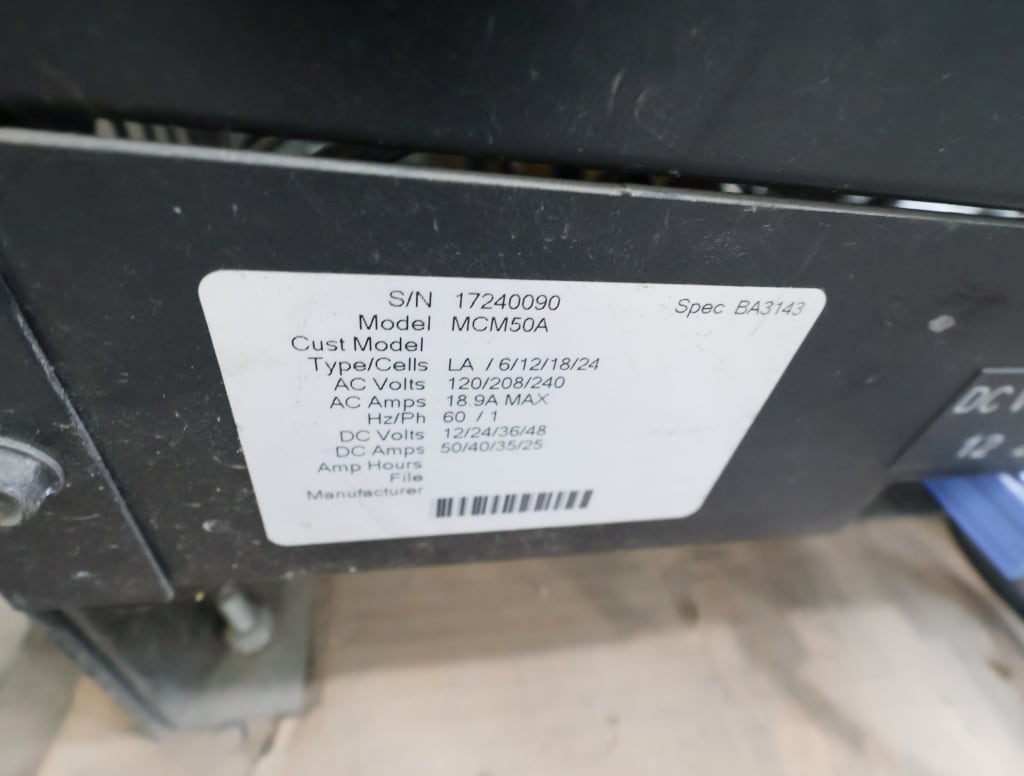 S/N 17240090 Spec BA3143
Model MCM50A
Cust Model
Type/Cells LA / 6/12/18/24
AC Volts 120/208/240
AC Amps 18.9A MAX
Hz/Ph 60 / 1
DC Volts 12/24/36/48
DC Amps 50/40/35/25
Amp Hours
File
Manufacturer
DC
12